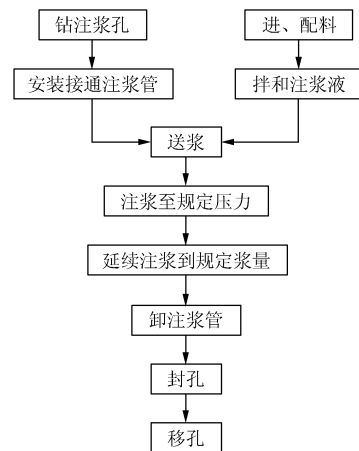 钻注浆孔
进、配料
安装接通注浆管
拌和注浆液
送浆
注浆至规定压力
延续注浆到规定浆量
卸注浆管
封孔
移孔